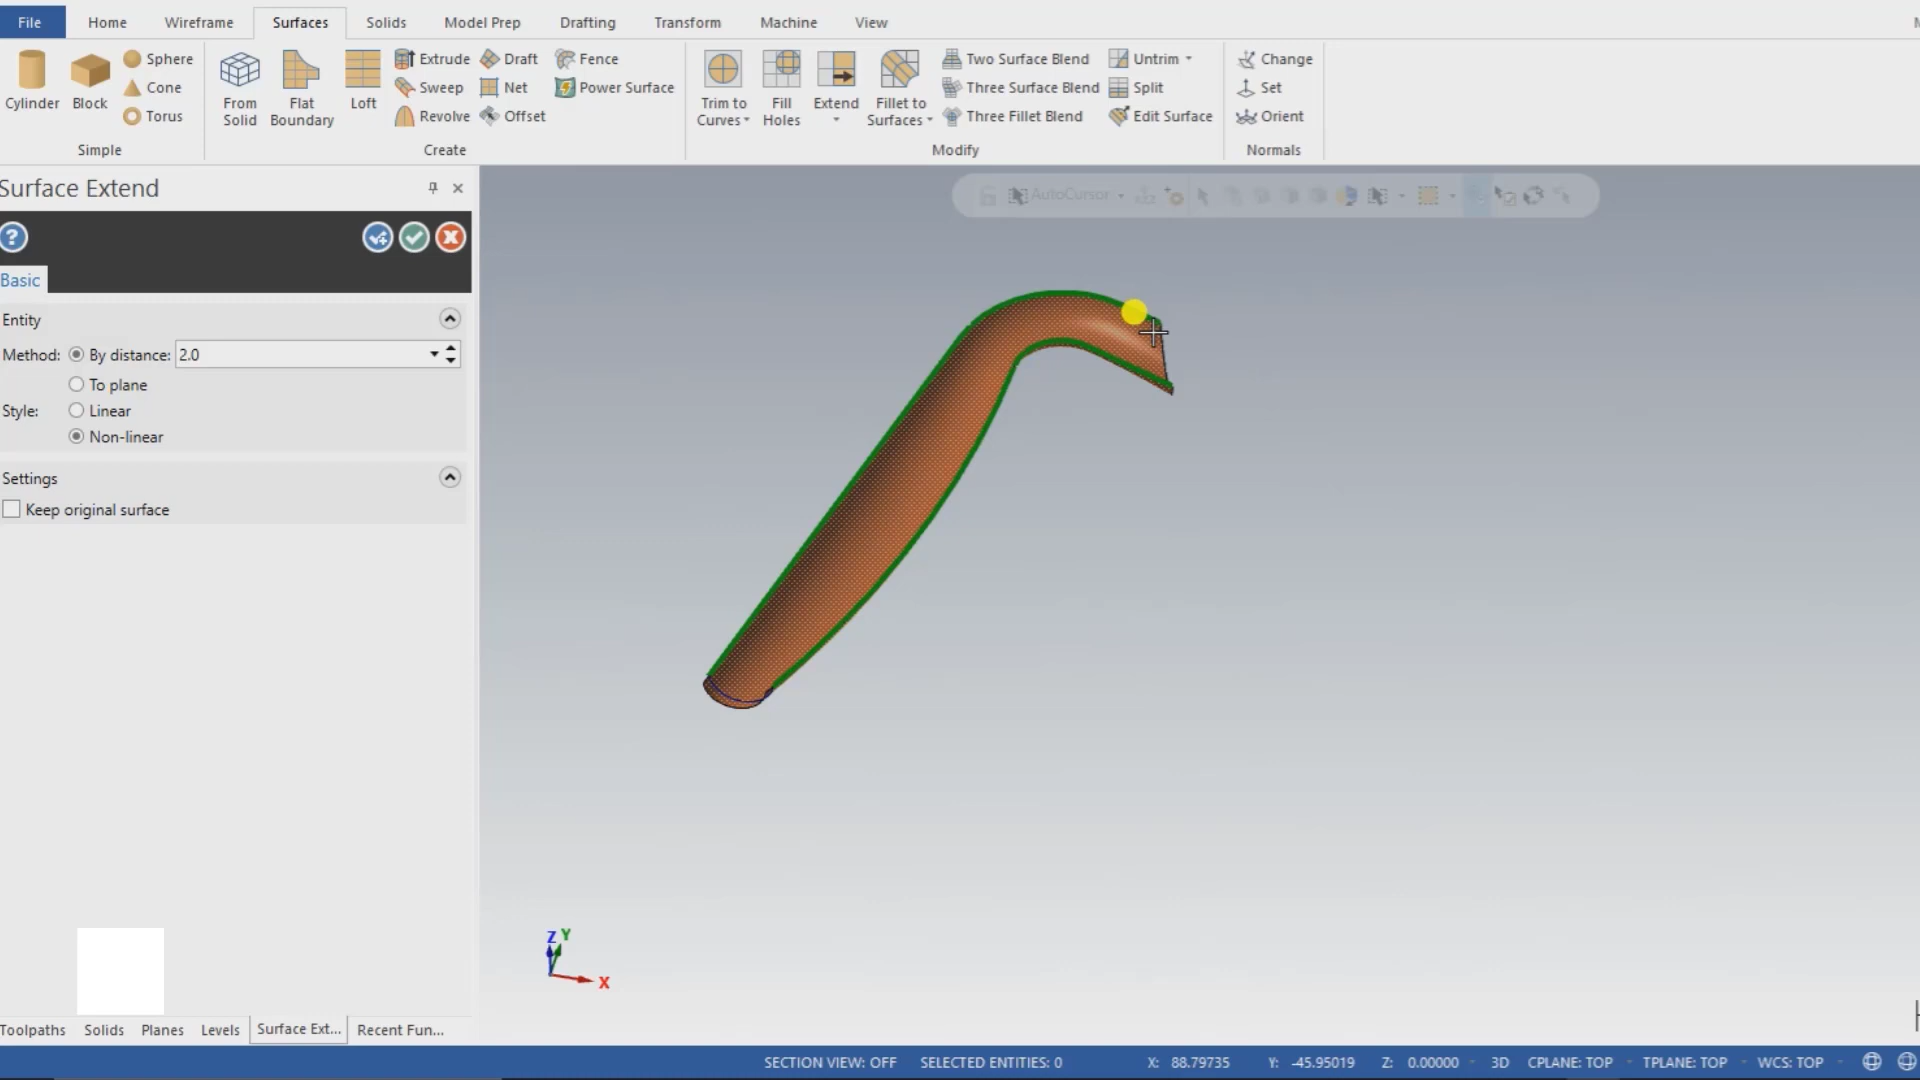 File Home Wireframe Surfaces Solids Model Prep Drafting Transform Machine View
Cylinder Block Sphere Cone Torus
Simple
From Solid Flat Boundary Loft Extrude Sweep Revolve Draft Net Offset Fence Power Surface
Create
Trim to Curves Fill Holes Extend Fillet to Surfaces Two Surface Blend Three Surface Blend Three Fillet Blend Untrim Split Edit Surface
Modify
Change Set Orient
Normals
Surface Extend
AutoCursor
?
Basic
Entity
Method: By distance: 2.0
To plane
Style: Linear
Non-linear
Settings
Keep original surface
Z Y
X
Toolpaths Solids Planes Levels Surface Ext... Recent Fun...
SECTION VIEW: OFF SELECTED ENTITIES: 0 X: 88.79735 Y: -45.95019 Z: 0.00000 3D CPLANE: TOP TPLANE: TOP WCS: TOP